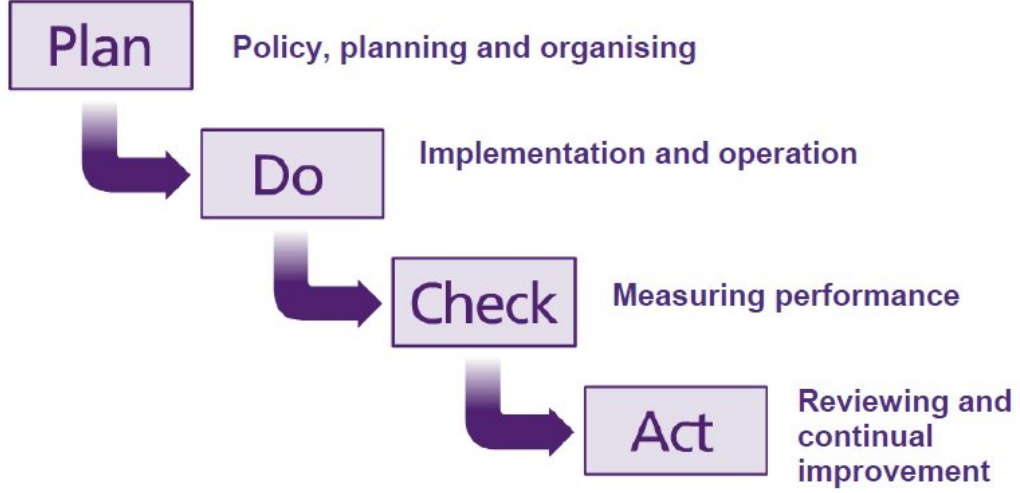 Plan
Policy, planning and organising
Do
Implementation and operation
Check
Measuring performance
Act
Reviewing and
continual
improvement